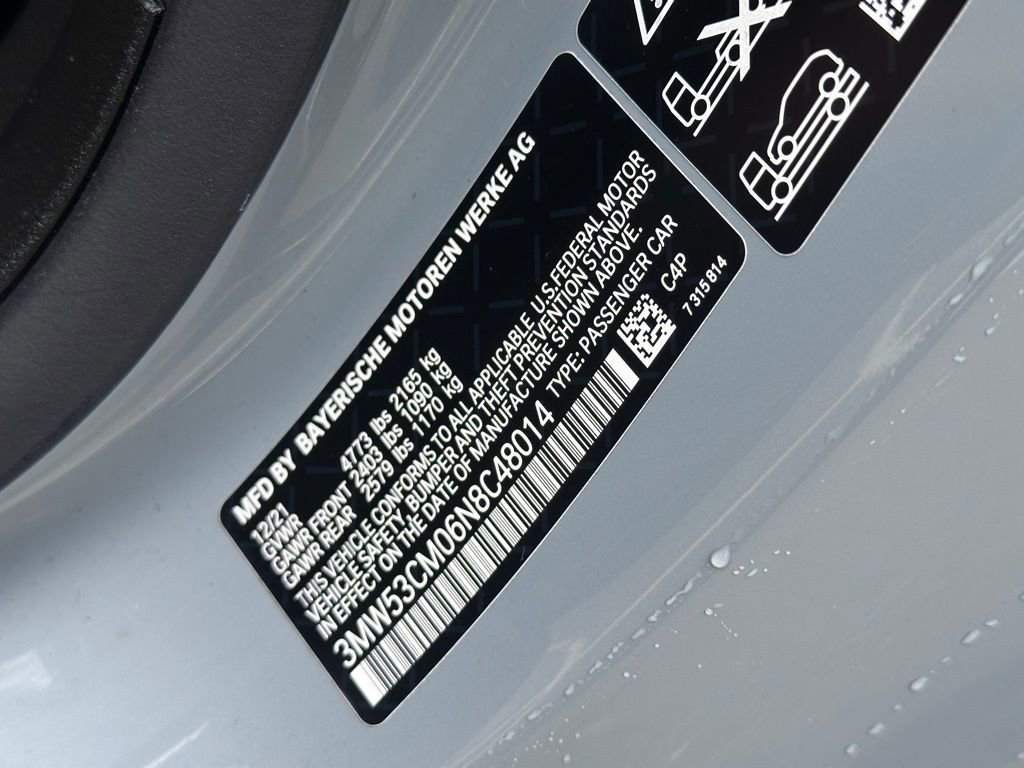 MFD BY BAYERISCHE MOTOREN WERKE AG
12/21
GVWR 4773 lbs 2165 kg
GAWR FRONT 2403 lbs 1090 kg
GAWR REAR 2579 lbs 1170 kg
THIS VEHICLE CONFORMS TO ALL APPLICABLE U.S.FEDERAL MOTOR
VEHICLE SAFETY, BUMPER AND THEFT PREVENTION STANDARDS
IN EFFECT ON THE DATE OF MANUFACTURE SHOWN ABOVE.
3MW53CM06N8C48014 TYPE: PASSENGER CAR
C4P
7 315 814